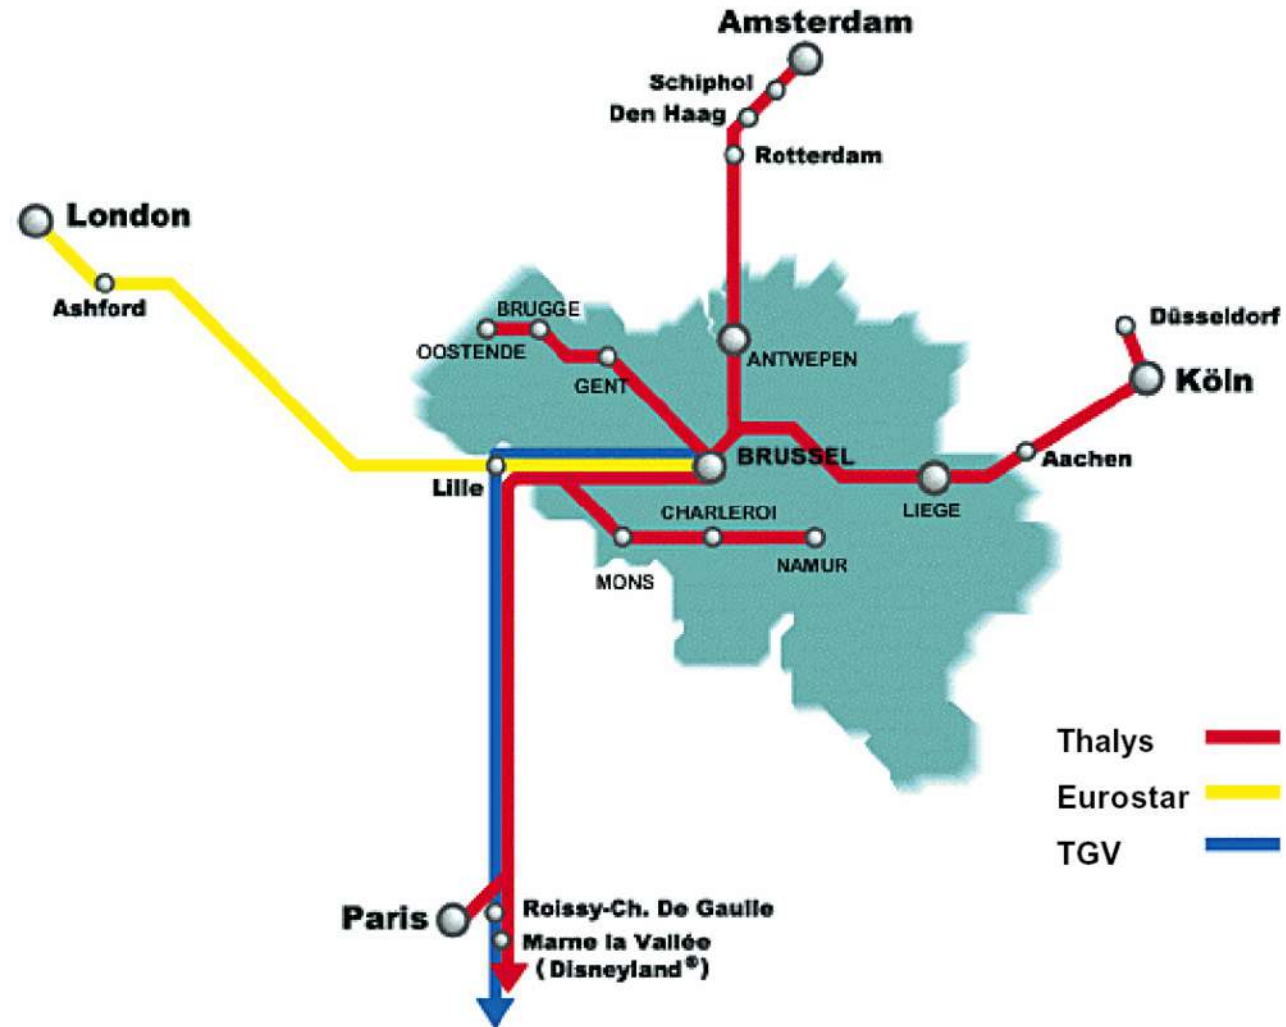 Amsterdam
Schiphol
Den Haag
Rotterdam
London
Ashford
BRUGGE
OOSTENDE
GENT
ANTWEPEN
Düsseldorf
Köln
BRUSSEL
Aachen
Lille
CHARLEROI
LIEGE
MONS
NAMUR
Thalys
Eurostar
TGV
Paris
Roissy-Ch. De Gaulle
Marne la Vallée
(Disneyland®)